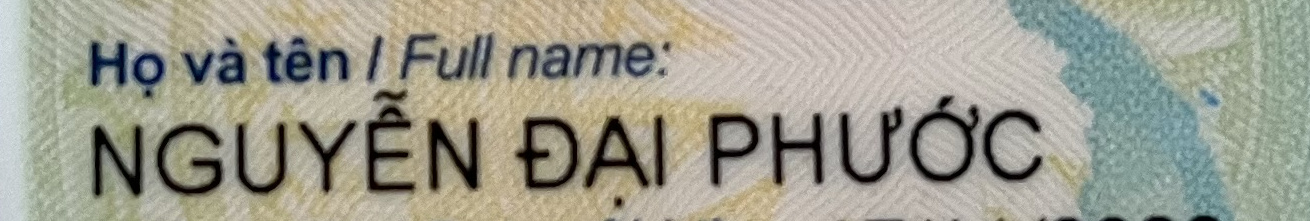 Họ và tên / Full name:
NGUYỄN ĐẠI PHƯỚC